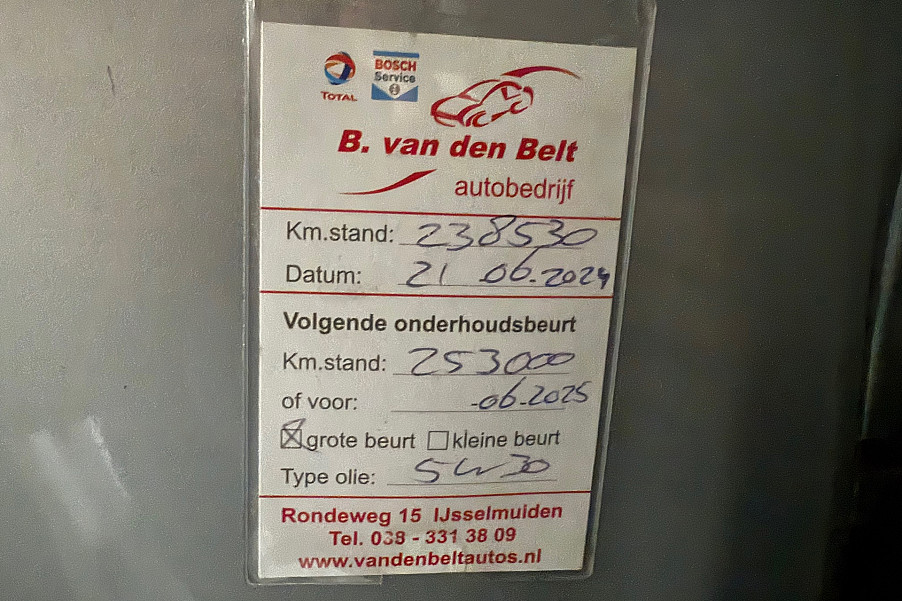 TOTAL
BOSCH
Service
B. van den Belt
autobedrijf
Km.stand: 238530
Datum: 21 06.2024
Volgende onderhoudsbeurt
Km.stand: 253000
of voor: -06-2025
☒ grote beurt ☐ kleine beurt
Type olie: 5w30
Rondeweg 15 IJsselmuiden
Tel. 038 - 331 38 09
www.vandenbeltautos.nl